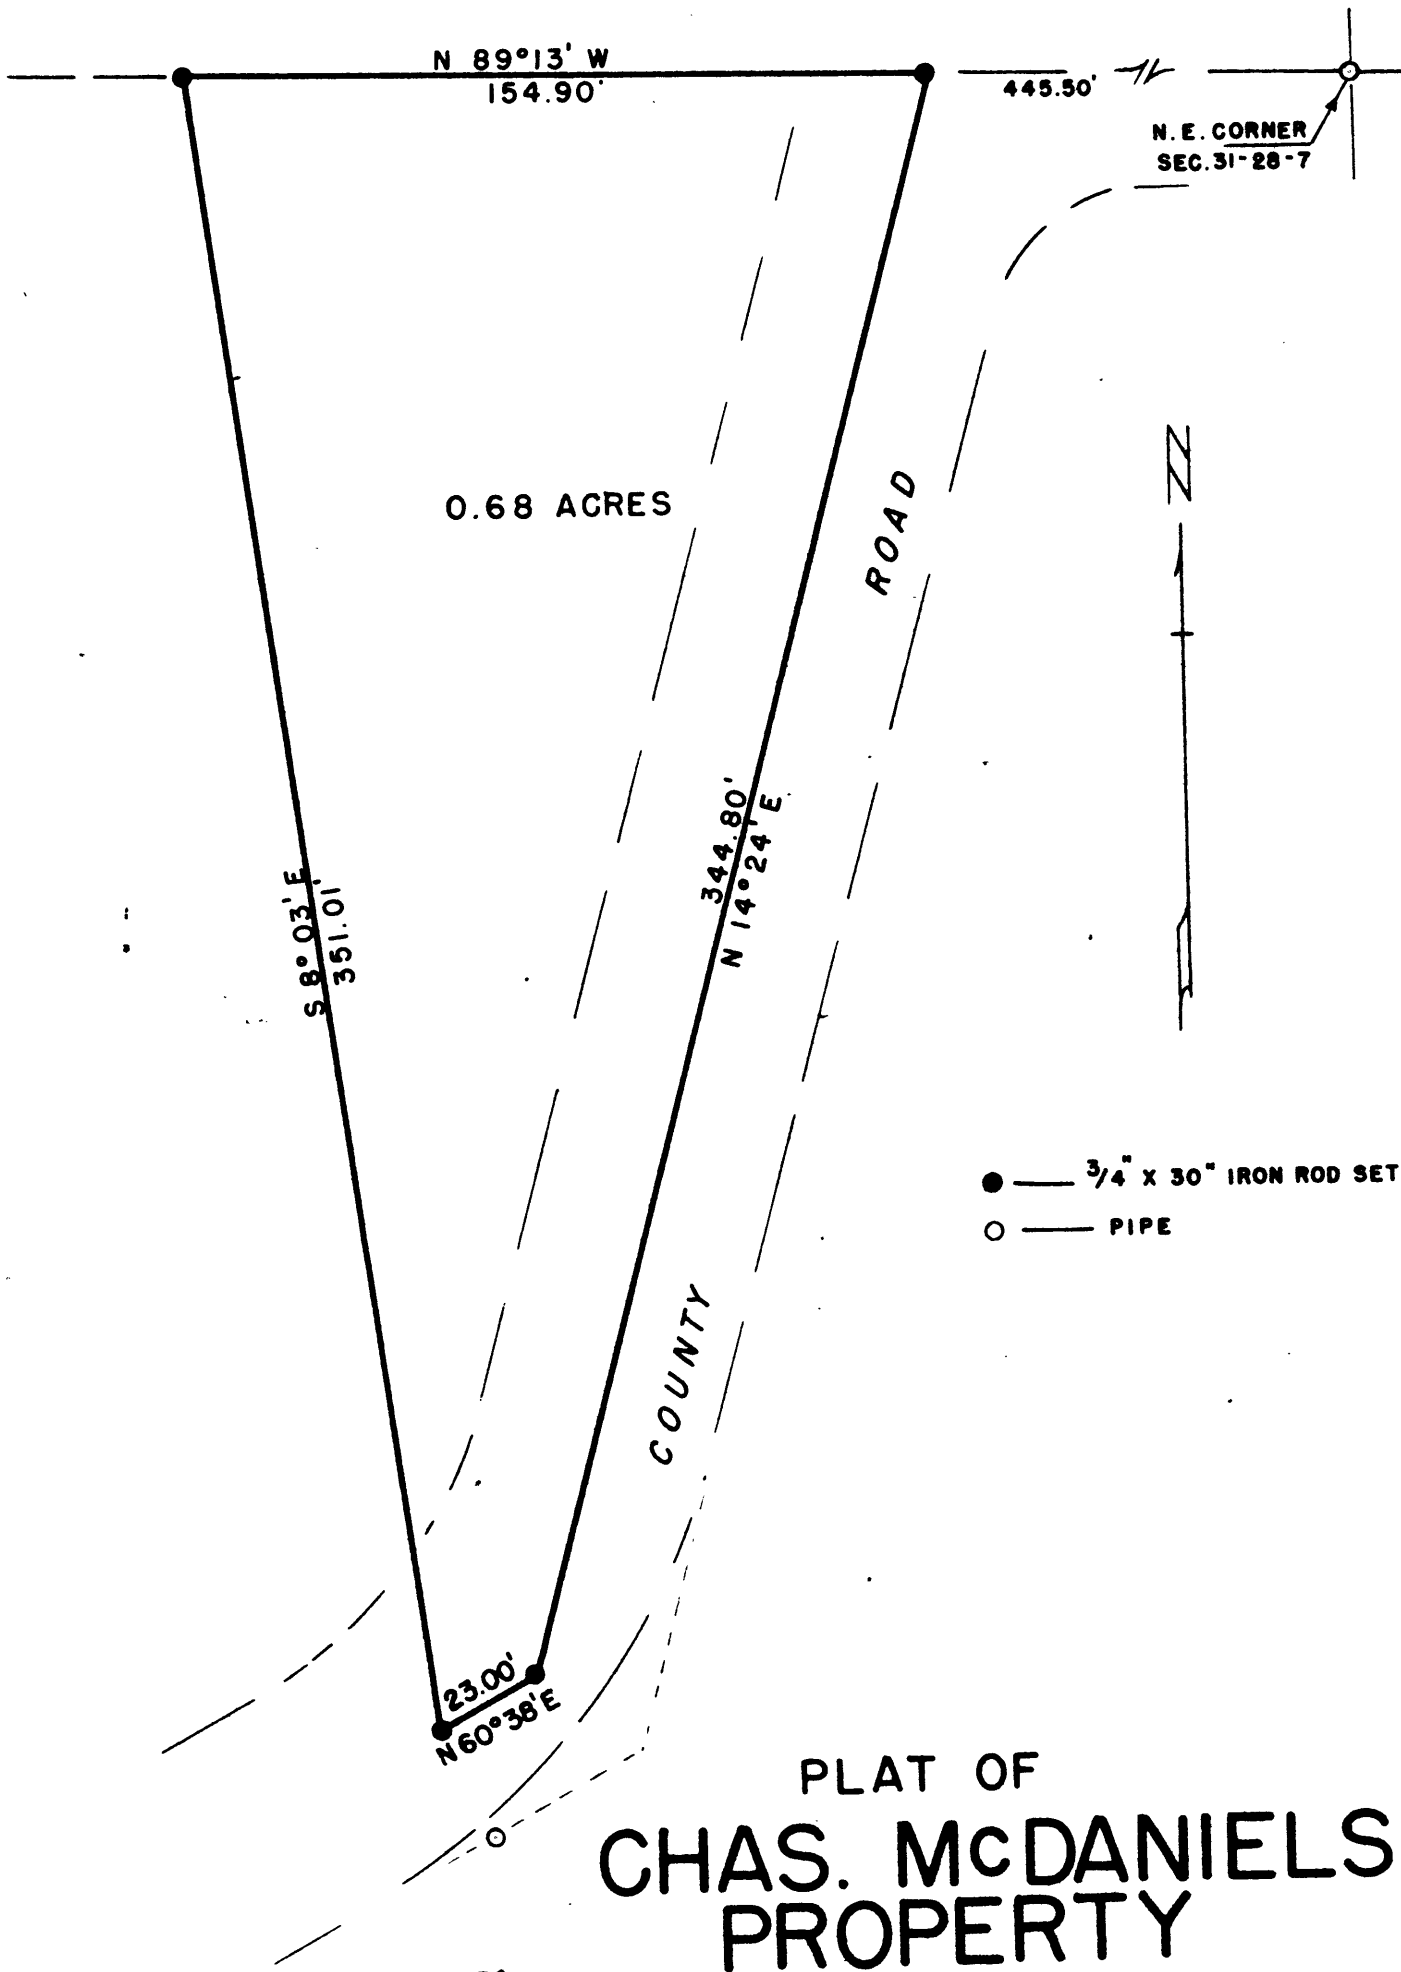 N 89°13' W
154.90'
445.50'
N.E. CORNER
SEC. 31-28-7
N
0.68 ACRES
ROAD
344.80'
N 14°24' E
S 8°03' E
351.01'
3/4" X 30" IRON ROD SET
PIPE
COUNTY
23.00'
N 60°38' E
PLAT OF
CHAS. McDANIELS
PROPERTY